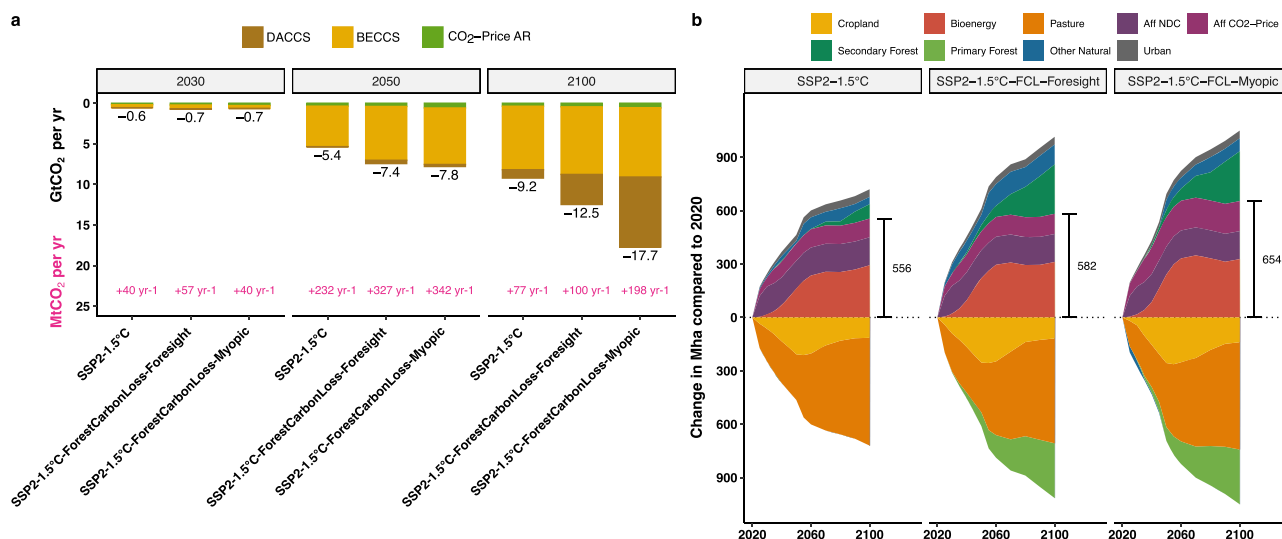 a
DACCS
BECCS
CO2–Price AR
2030
2050
2100
0
5
10
15
20
25
GtCO2 per yr
MtCO2 per yr
−0.6
−0.7
−0.7
−5.4
−7.4
−7.8
−9.2
−12.5
−17.7
+40 yr-1
+57 yr-1
+40 yr-1
+232 yr-1
+327 yr-1
+342 yr-1
+77 yr-1
+100 yr-1
+198 yr-1
SSP2-1.5°C
SSP2-1.5°C-ForestCarbonLoss-Foresight
SSP2-1.5°C-ForestCarbonLoss-Myopic
SSP2-1.5°C
SSP2-1.5°C-ForestCarbonLoss-Foresight
SSP2-1.5°C-ForestCarbonLoss-Myopic
SSP2-1.5°C
SSP2-1.5°C-ForestCarbonLoss-Foresight
SSP2-1.5°C-ForestCarbonLoss-Myopic
b
Cropland
Bioenergy
Pasture
Aff NDC
Aff CO2–Price
Secondary Forest
Primary Forest
Other Natural
Urban
SSP2−1.5°C
SSP2−1.5°C−FCL−Foresight
SSP2−1.5°C−FCL−Myopic
Change in Mha compared to 2020
900
600
300
0
300
600
900
556
582
654
2020
2060
2100
2020
2060
2100
2020
2060
2100